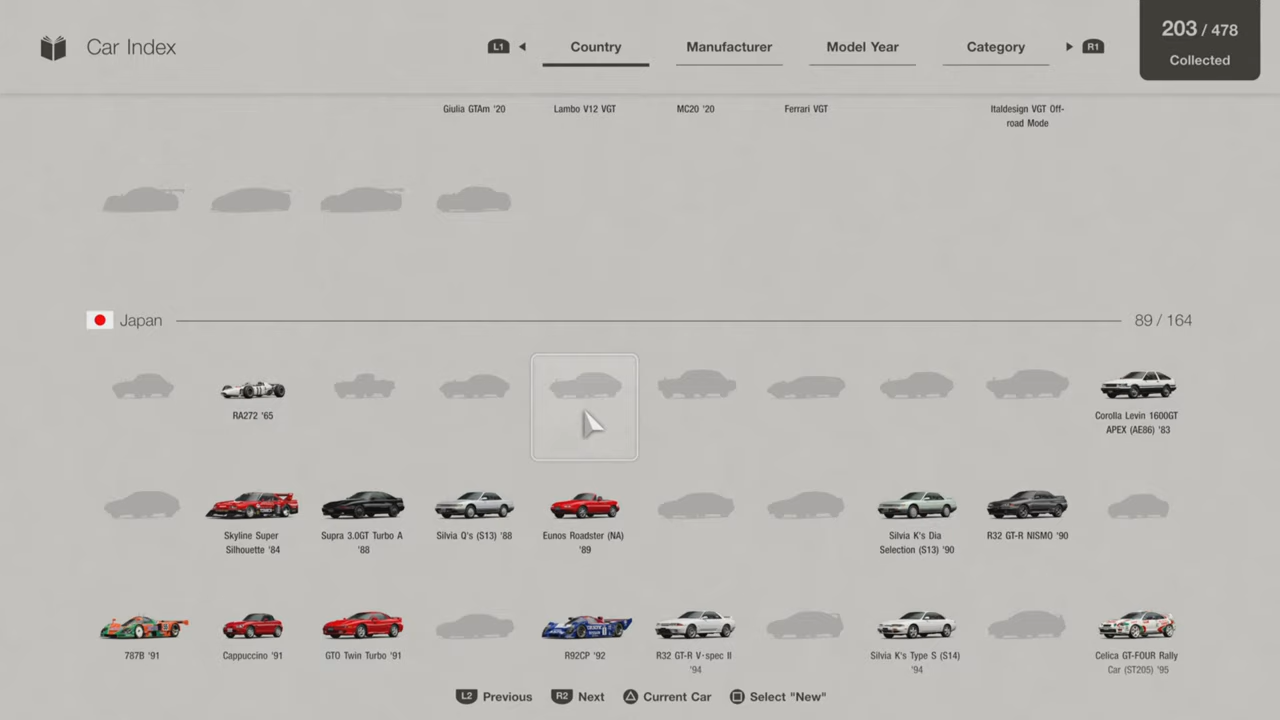 Car Index
L1
Country
Manufacturer
Model Year
Category
R1
203 / 478
Collected
Giulia GTAm '20
Lambo V12 VGT
MC20 '20
Ferrari VGT
Italdesign VGT Off-
road Mode
Japan
89 / 164
RA272 '65
Corolla Levin 1600GT
APEX (AE86) '83
Skyline Super
Silhouette '84
Supra 3.0GT Turbo A
'88
Silvia Q's (S13) '88
Eunos Roadster (NA)
'89
Silvia K's Dia
Selection (S13) '90
R32 GT-R NISMO '90
787B '91
Cappuccino '91
GTO Twin Turbo '91
R92CP '92
R32 GT-R V·spec II
'94
Silvia K's Type S (S14)
'94
Celica GT-FOUR Rally
Car (ST205) '95
L2 Previous
R2 Next
Current Car
Select "New"